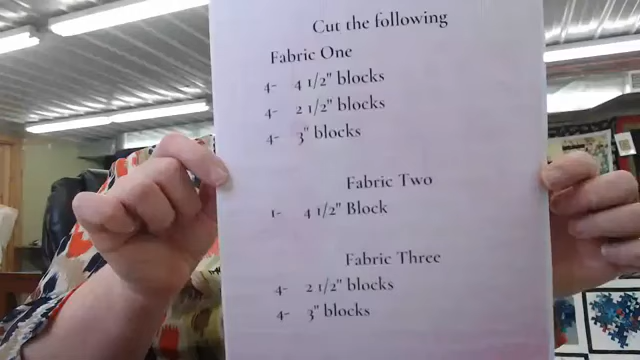 Cut the following
Fabric One
4- 4 1/2" blocks
4- 2 1/2" blocks
4- 3" blocks
Fabric Two
1- 4 1/2" Block
Fabric Three
4- 2 1/2" blocks
4- 3" blocks